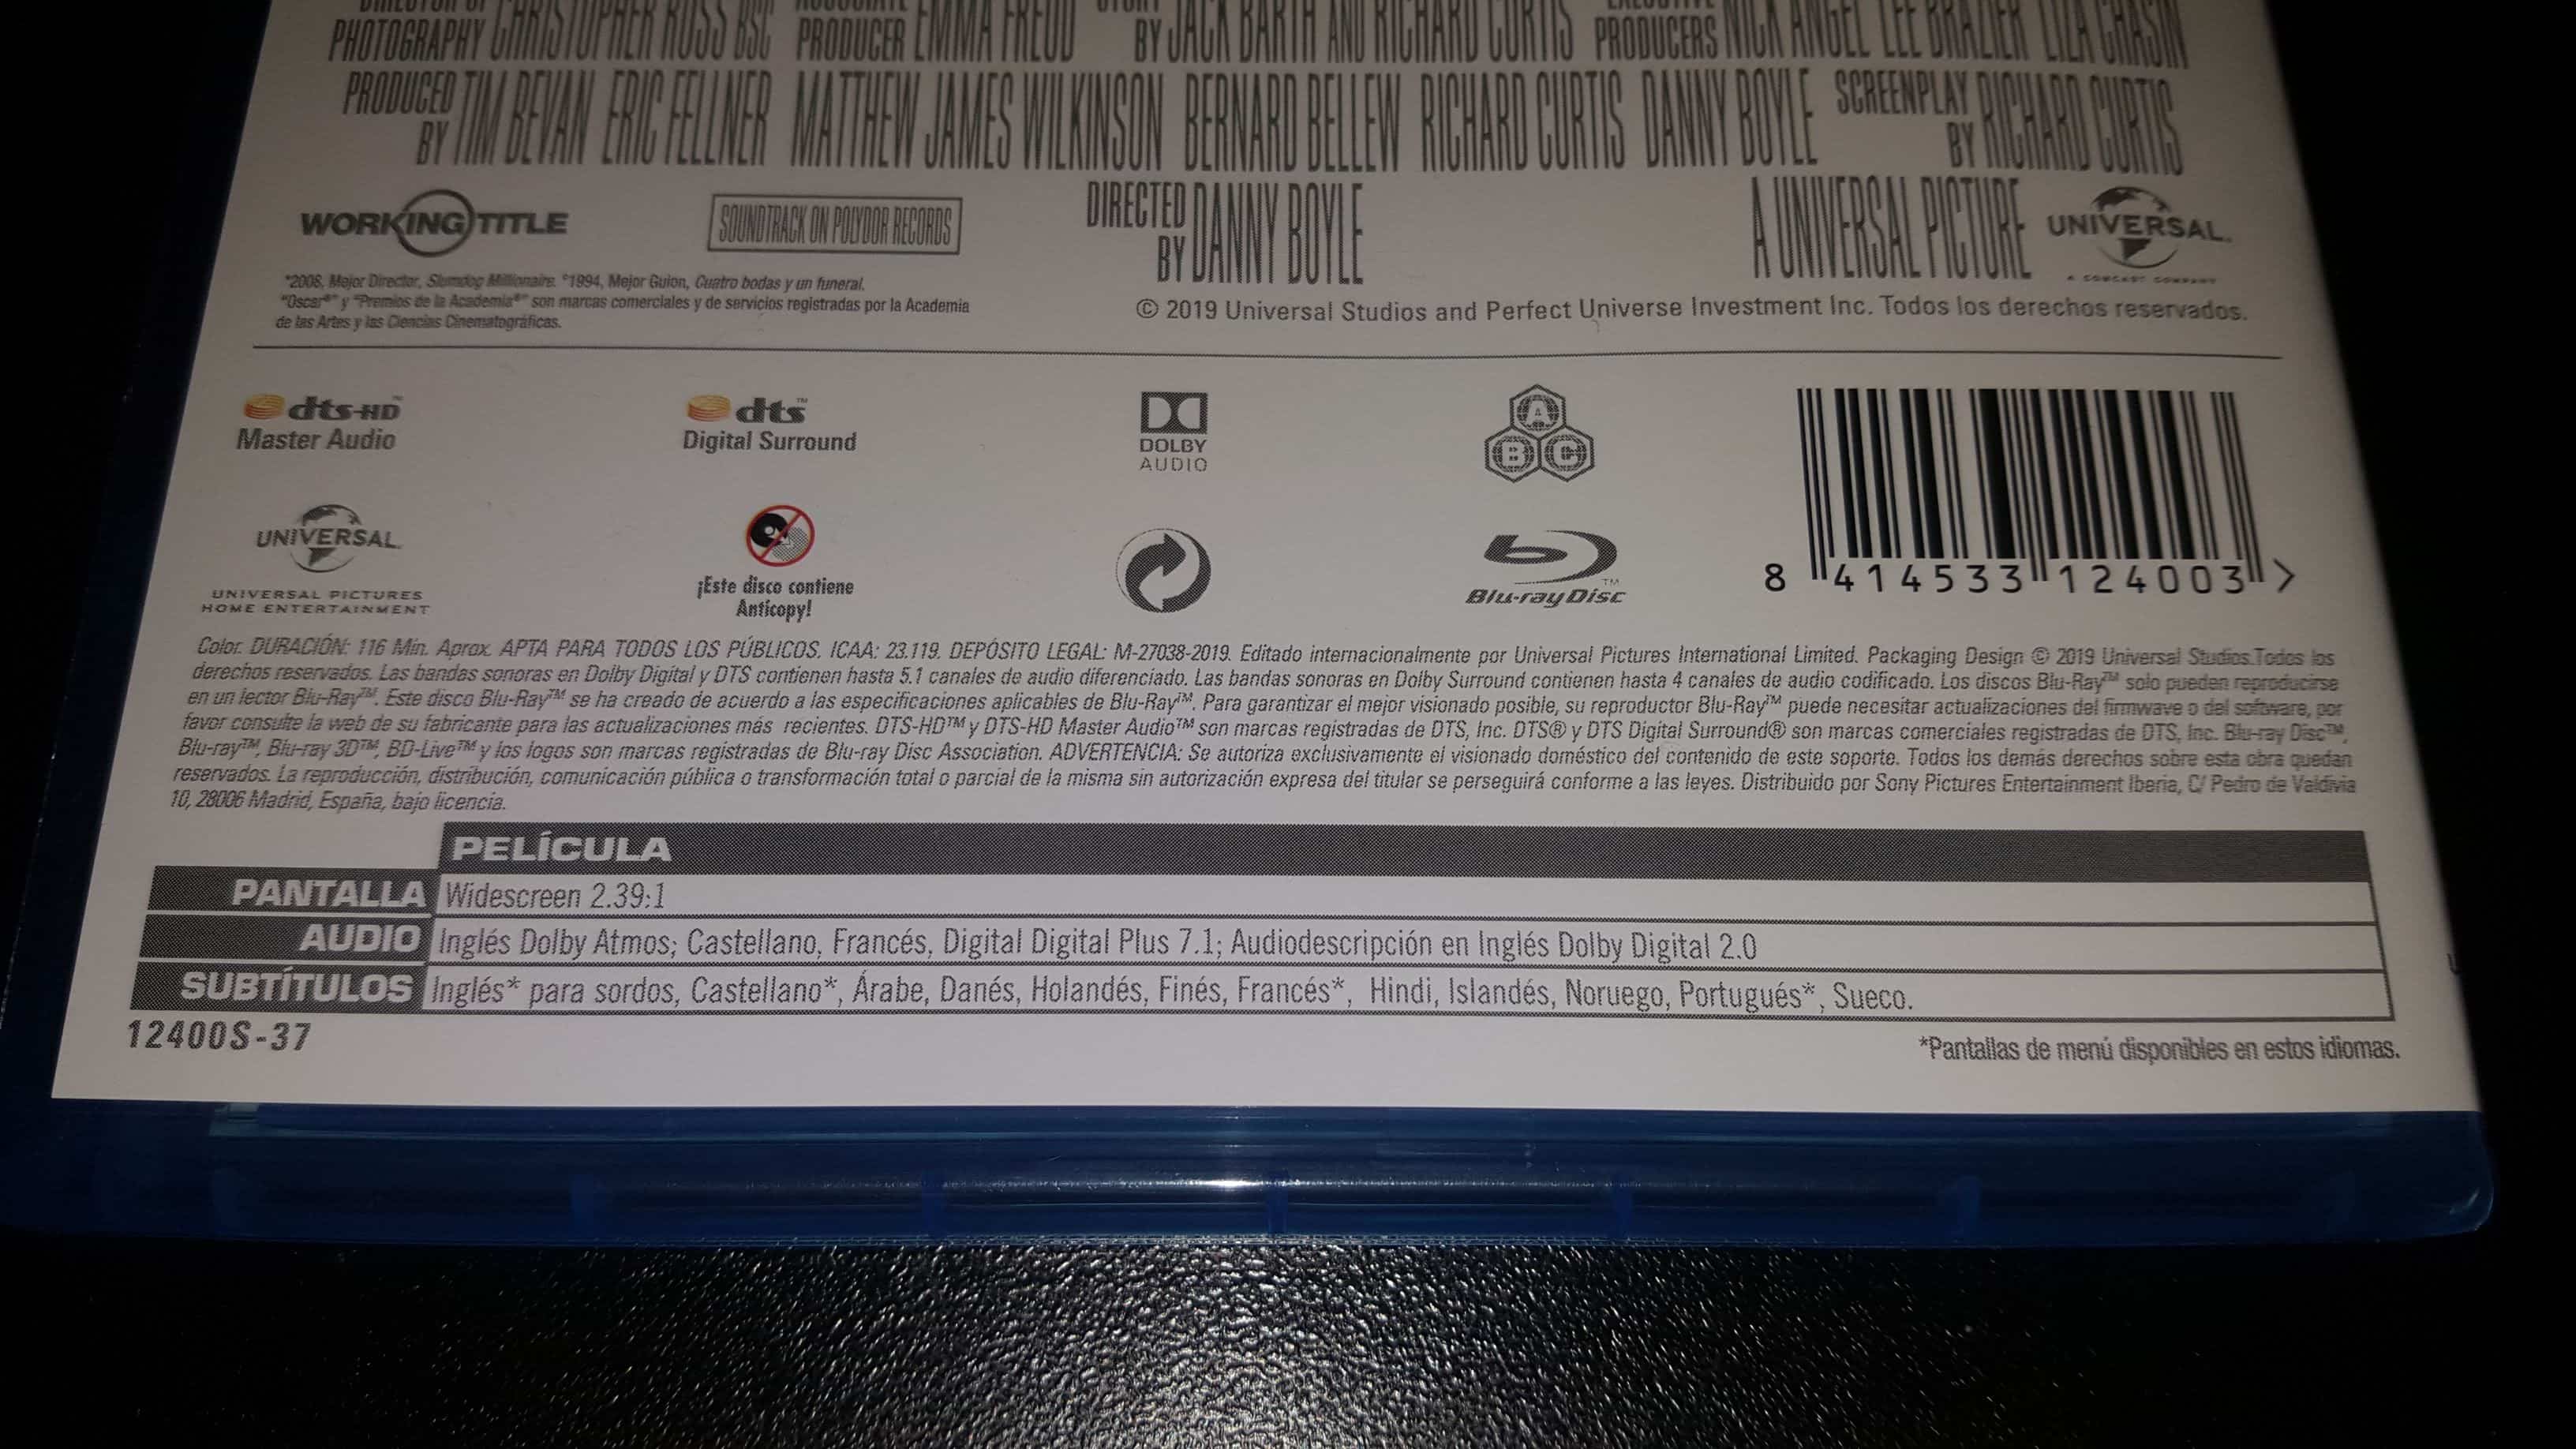 PHOTOGRAPHY CHRISTOPHER ROSS BSC PRODUCER EMMA FREUD BY JACK BARTH AND RICHARD CURTIS EXECUTIVE PRODUCERS NICK ANGEL LEE BRAZIER LIZA CHASIN
PRODUCED BY TIM BEVAN ERIC FELLNER MATTHEW JAMES WILKINSON BERNARD BELLEW RICHARD CURTIS DANNY BOYLE SCREENPLAY BY RICHARD CURTIS
WORKING TITLE
SOUNDTRACK ON POLYDOR RECORDS
DIRECTED BY DANNY BOYLE
A UNIVERSAL PICTURE
UNIVERSAL
A COMCAST COMPANY
*2008, Mejor Director, Slumdog Millionaire. °1994, Mejor Guion, Cuatro bodas y un funeral.
"Oscar®" y "Premios de la Academia®" son marcas comerciales y de servicios registradas por la Academia
de las Artes y las Ciencias Cinematográficas.
© 2019 Universal Studios and Perfect Universe Investment Inc. Todos los derechos reservados.
dts-HD™
Master Audio
dts™
Digital Surround
DOLBY
AUDIO
A
B C
UNIVERSAL
UNIVERSAL PICTURES
HOME ENTERTAINMENT
¡Este disco contiene
Anticopy!
Blu-ray Disc™
8 414533 124003 >
Color. DURACIÓN: 116 Min. Aprox. APTA PARA TODOS LOS PÚBLICOS. ICAA: 23.119. DEPÓSITO LEGAL: M-27038-2019. Editado internacionalmente por Universal Pictures International Limited. Packaging Design © 2019 Universal Studios.Todos los
derechos reservados. Las bandas sonoras en Dolby Digital y DTS contienen hasta 5.1 canales de audio diferenciado. Las bandas sonoras en Dolby Surround contienen hasta 4 canales de audio codificado. Los discos Blu-Ray™ solo pueden reproducirse
en un lector Blu-Ray™. Este disco Blu-Ray™ se ha creado de acuerdo a las especificaciones aplicables de Blu-Ray™. Para garantizar el mejor visionado posible, su reproductor Blu-Ray™ puede necesitar actualizaciones del firmwave o del software, por
favor consulte la web de su fabricante para las actualizaciones más recientes. DTS-HD™ y DTS-HD Master Audio™ son marcas registradas de DTS, Inc. DTS® y DTS Digital Surround® son marcas comerciales registradas de DTS, Inc. Blu-ray Disc™,
Blu-ray™, Blu-ray 3D™, BD-Live™ y los logos son marcas registradas de Blu-ray Disc Association. ADVERTENCIA: Se autoriza exclusivamente el visionado doméstico del contenido de este soporte. Todos los demás derechos sobre esta obra quedan
reservados. La reproducción, distribución, comunicación pública o transformación total o parcial de la misma sin autorización expresa del titular se perseguirá conforme a las leyes. Distribuido por Sony Pictures Entertainment Iberia, C/ Pedro de Valdivia
10, 28006 Madrid, España, bajo licencia.
PELÍCULA
PANTALLA Widescreen 2.39:1
AUDIO Inglés Dolby Atmos; Castellano, Francés, Digital Digital Plus 7.1; Audiodescripción en Inglés Dolby Digital 2.0
SUBTÍTULOS Inglés* para sordos, Castellano*, Árabe, Danés, Holandés, Finés, Francés*, Hindi, Islandés, Noruego, Portugués*, Sueco.
12400S-37
*Pantallas de menú disponibles en estos idiomas.